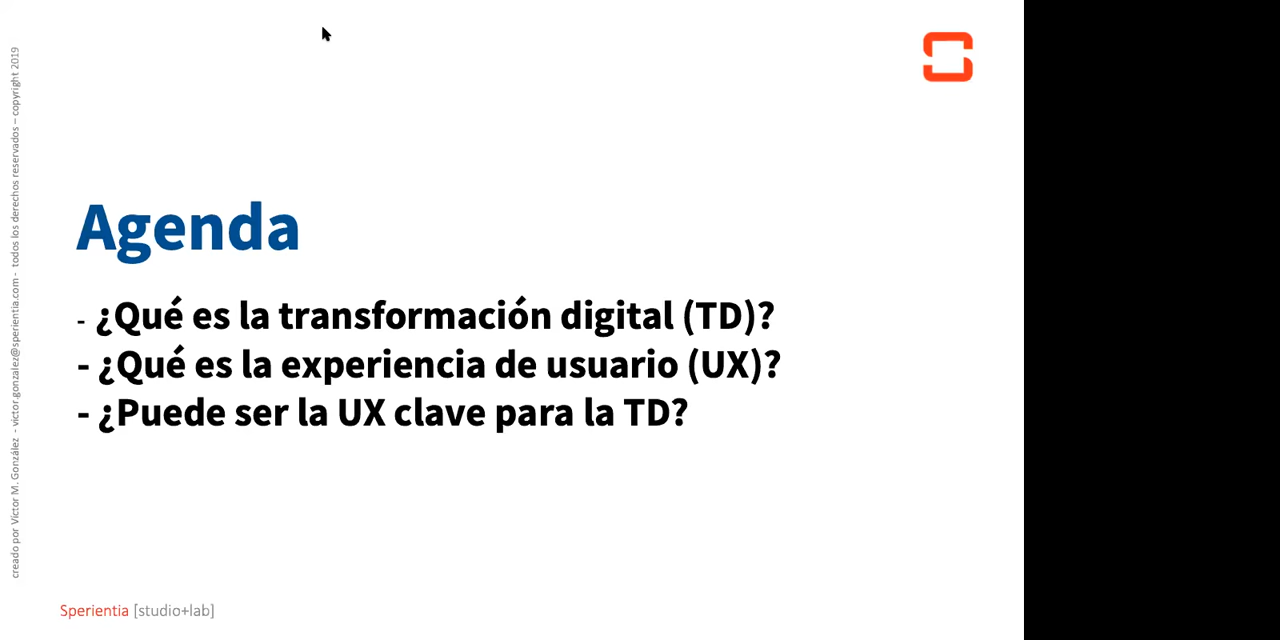 creado por Víctor M. González - victor.gonzalez@sperientia.com - todos los derechos reservados – copyright 2019
Agenda
- ¿Qué es la transformación digital (TD)?
- ¿Qué es la experiencia de usuario (UX)?
- ¿Puede ser la UX clave para la TD?
Sperientia [studio+lab]